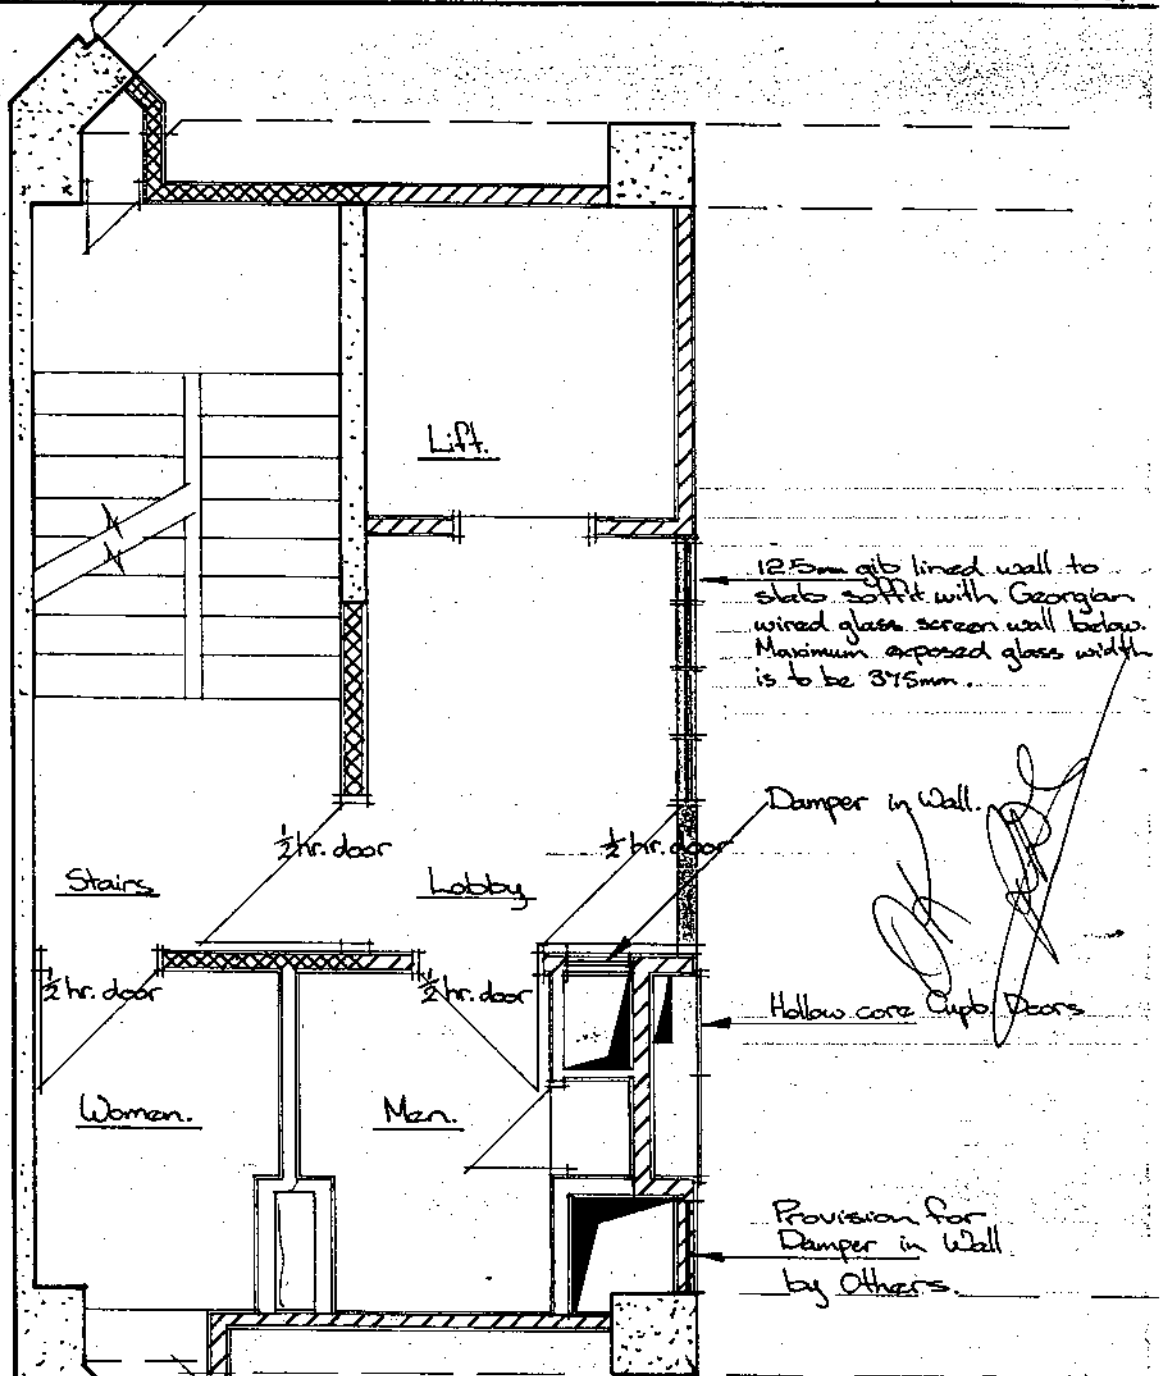 Lift.
12.5mm gib lined wall to
slab soffit with Georgian
wired glass screen wall below.
Maximum exposed glass width
is to be 375mm.
Damper in Wall.
½ hr. door
½ hr. door
Stairs
Lobby
½ hr. door
½ hr. door
Hollow core Cupb. Doors
Women.
Men.
Provision for
Damper in Wall
by Others.